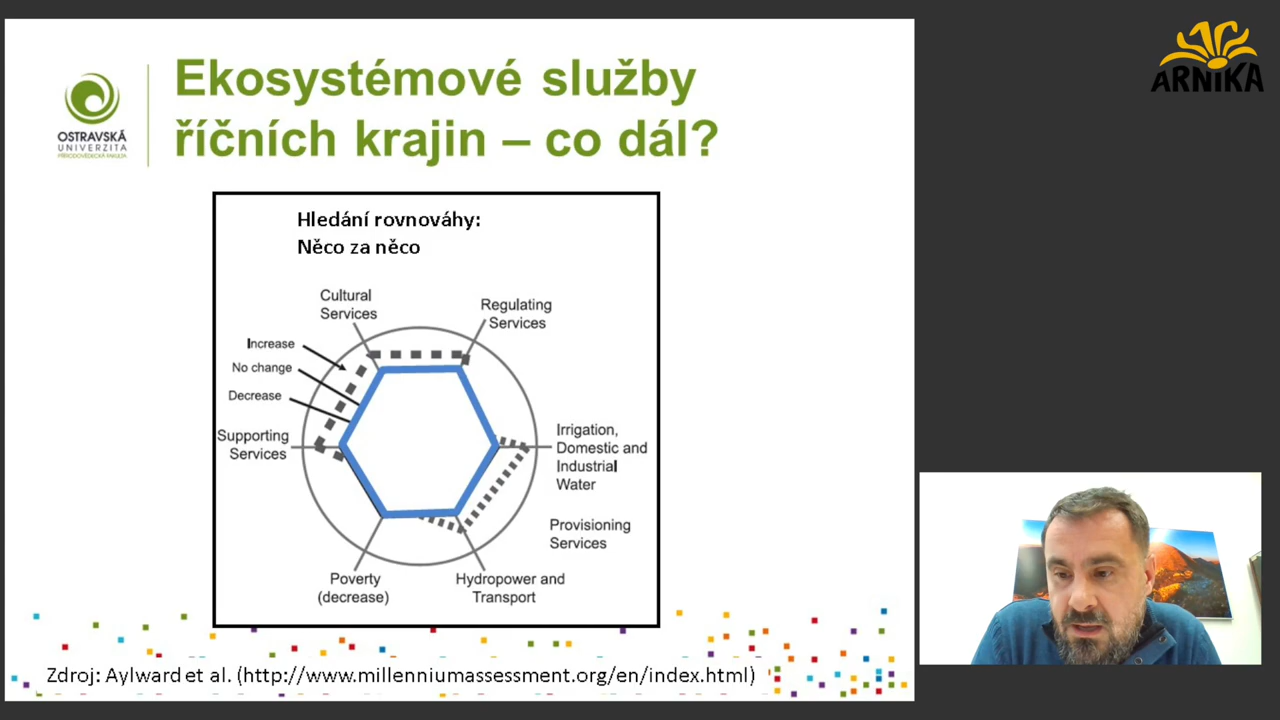 ARNIKA
Ekosystémové služby
říčních krajin – co dál?
OSTRAVSKÁ
UNIVERZITA
PŘÍRODOVĚDECKÁ FAKULTA
Hledání rovnováhy:
Něco za něco
Cultural
Services
Regulating
Services
Increase
No change
Decrease
Supporting
Services
Irrigation,
Domestic and
Industrial
Water
Provisioning
Services
Poverty
(decrease)
Hydropower and
Transport
Zdroj: Aylward et al. (http://www.millenniumassessment.org/en/index.html)